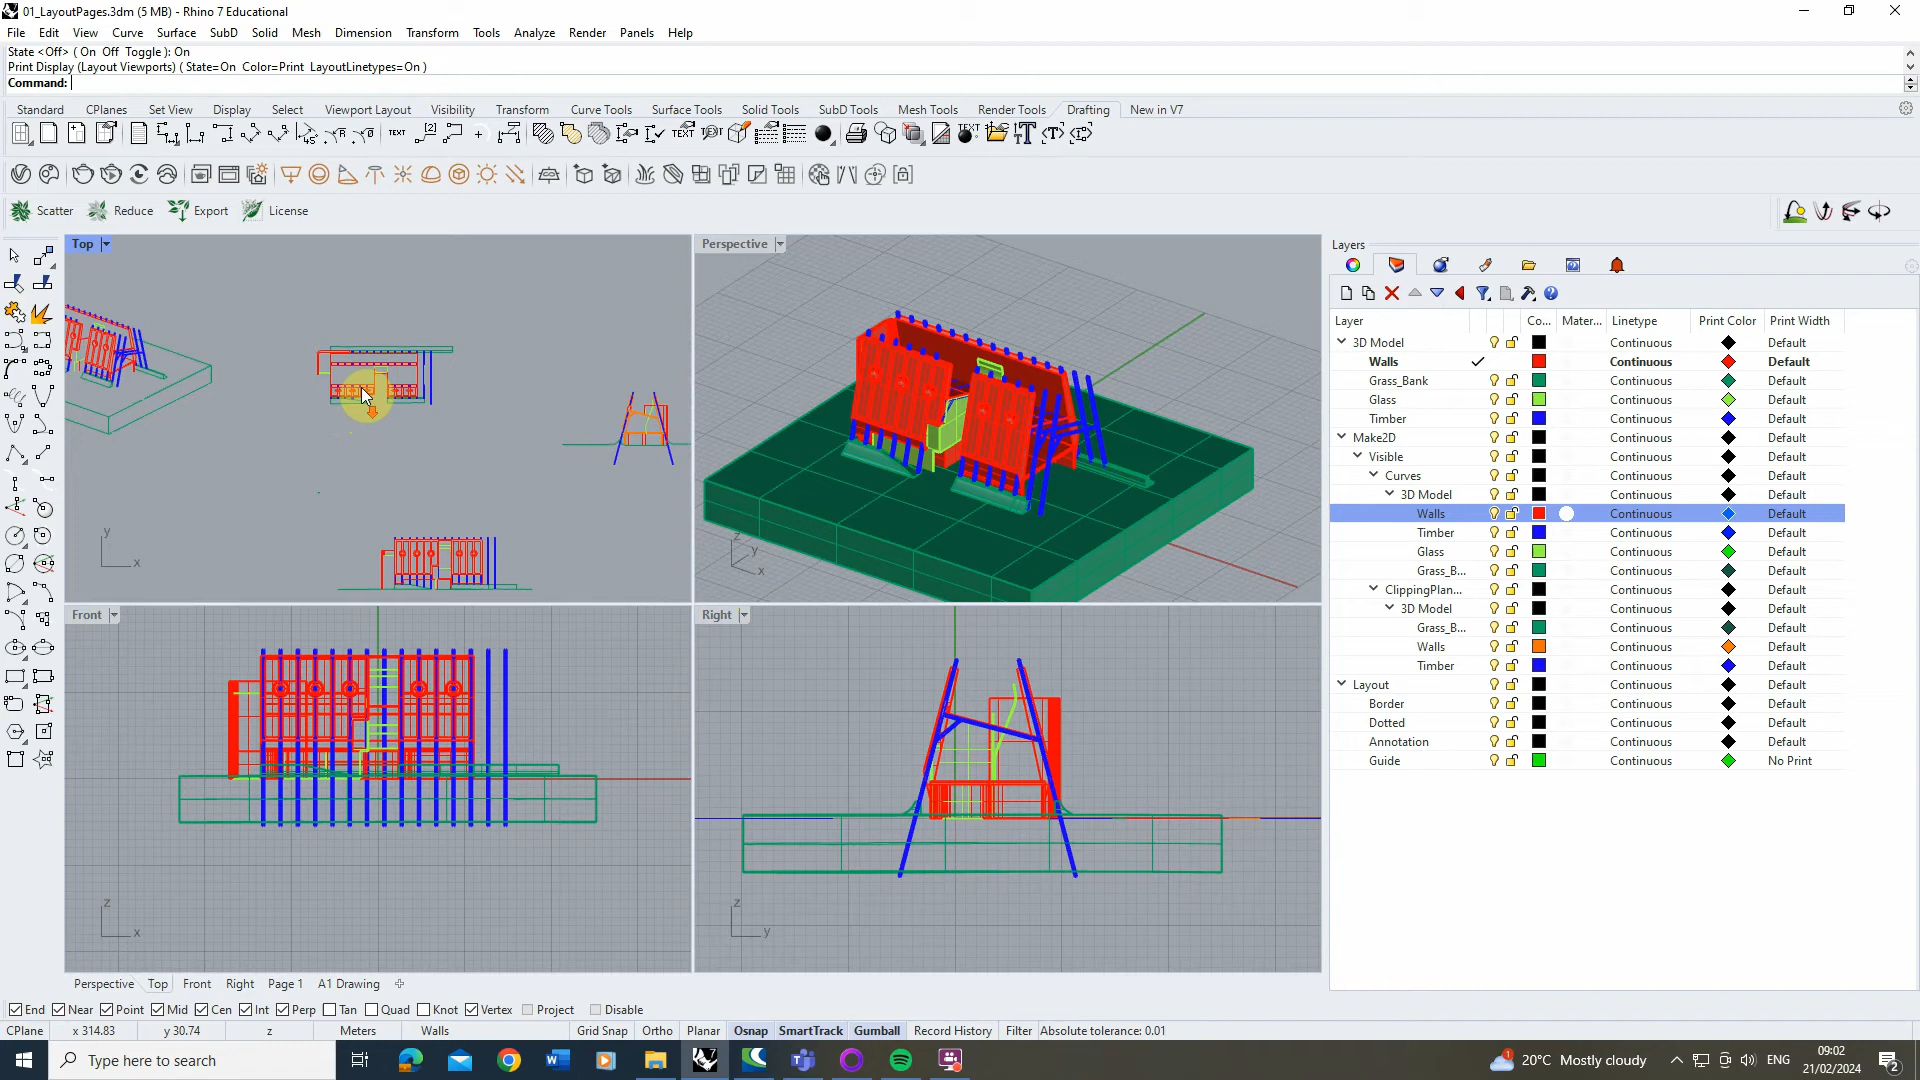 01_LayoutPages.3dm (5 MB) - Rhino 7 Educational
File Edit View Curve Surface SubD Solid Mesh Dimension Transform Tools Analyze Render Panels Help
State <Off> ( On Off Toggle ): On
Print Display (Layout Viewports) ( State=On Color=Print LayoutLinetypes=On )
Command:
Standard CPlanes Set View Display Select Viewport Layout Visibility Transform Curve Tools Surface Tools Solid Tools SubD Tools Mesh Tools Render Tools Drafting New in V7
Scatter Reduce Export License
Top
Perspective
Front
Right
Layers
Layer Co... Mater... Linetype Print Color Print Width
3D Model Continuous Default
Walls Continuous Default
Grass_Bank Continuous Default
Glass Continuous Default
Timber Continuous Default
Make2D Continuous Default
Visible Continuous Default
Curves Continuous Default
3D Model Continuous Default
Walls Continuous Default
Timber Continuous Default
Glass Continuous Default
Grass_B... Continuous Default
ClippingPlan... Continuous Default
3D Model Continuous Default
Grass_B... Continuous Default
Walls Continuous Default
Timber Continuous Default
Layout Continuous Default
Border Continuous Default
Dotted Continuous Default
Annotation Continuous Default
Guide Continuous No Print
y
x
z
y
x
z
x
z
y
Perspective Top Front Right Page 1 A1 Drawing
End Near Point Mid Cen Int Perp Tan Quad Knot Vertex Project Disable
CPlane x 314.83 y 30.74 z Meters Walls Grid Snap Ortho Planar Osnap SmartTrack Gumball Record History Filter Absolute tolerance: 0.01
Type here to search
20°C Mostly cloudy
ENG
09:02
21/02/2024
2